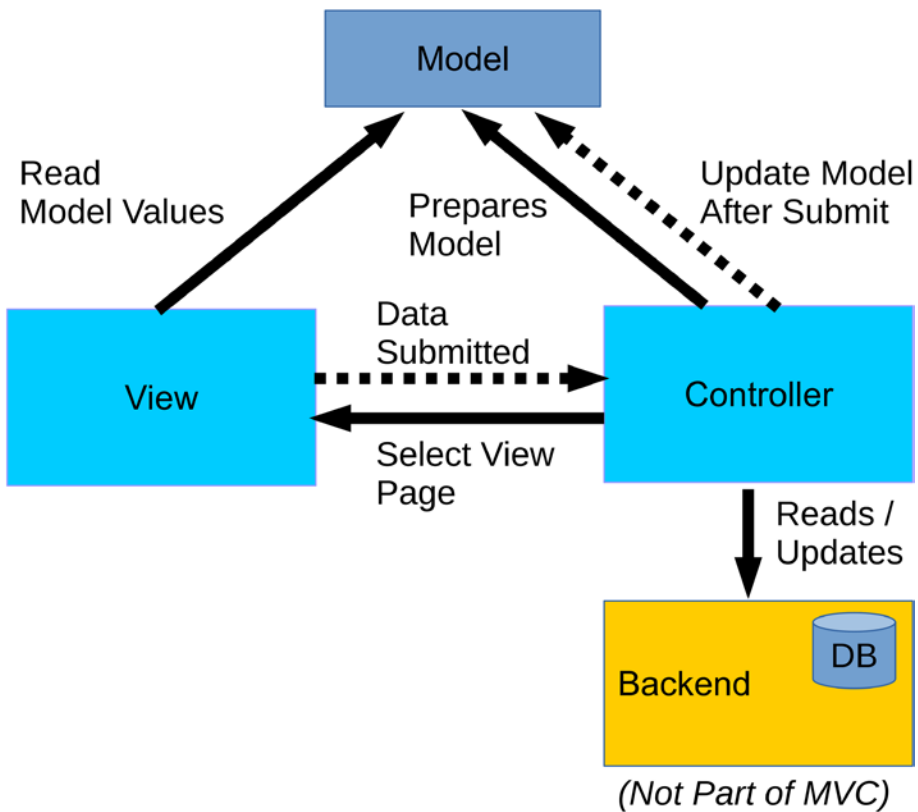 Model
Read
Model Values
Prepares
Model
Update Model
After Submit
View
Data
Submitted
Select View
Page
Controller
Reads /
Updates
Backend
DB
(Not Part of MVC)